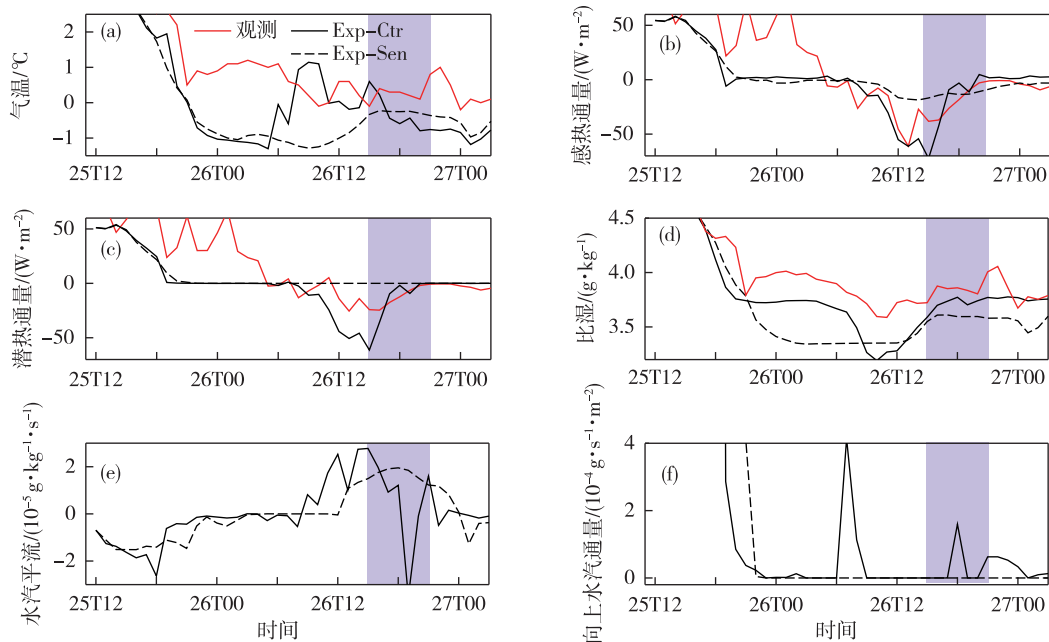 2
1
0
−1
气温/℃
(a)
观测
Exp−Ctr
Exp−Sen
25T12
26T00
26T12
27T00
50
0
−50
感热通量/(W·m−2)
(b)
25T12
26T00
26T12
27T00
50
0
−50
潜热通量/(W·m−2)
(c)
25T12
26T00
26T12
27T00
4.5
4.0
3.5
比湿/(g·kg−1)
(d)
25T12
26T00
26T12
27T00
2
0
−2
水汽平流/(10−5 g·kg−1·s−1)
(e)
25T12
26T00
26T12
27T00
时间
4
2
0
向上水汽通量/(10−4 g·s−1·m−2)
(f)
25T12
26T00
26T12
27T00
时间